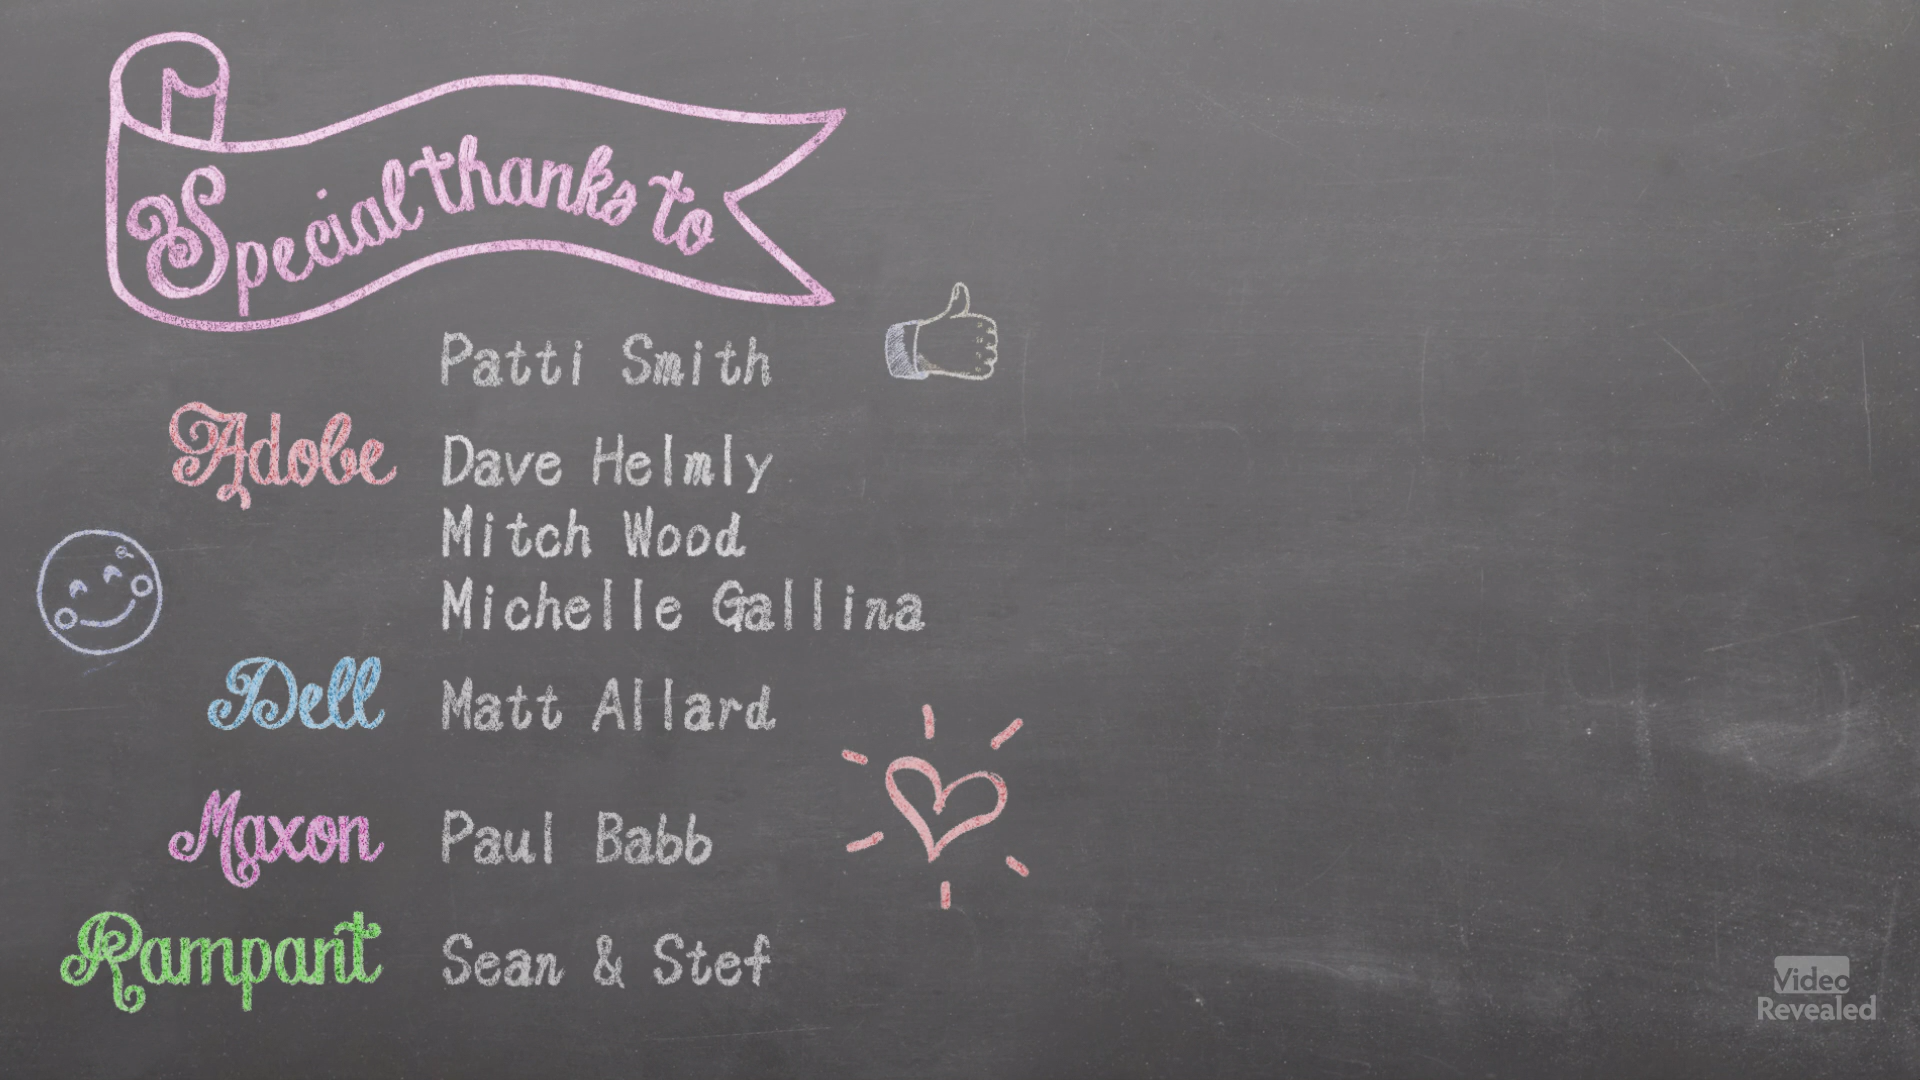 Special thanks to
Patti Smith
Adobe Dave Helmly
Mitch Wood
Michelle Gallina
Dell Matt Allard
Maxon Paul Babb
Rampant Sean & Stef
Video
Revealed